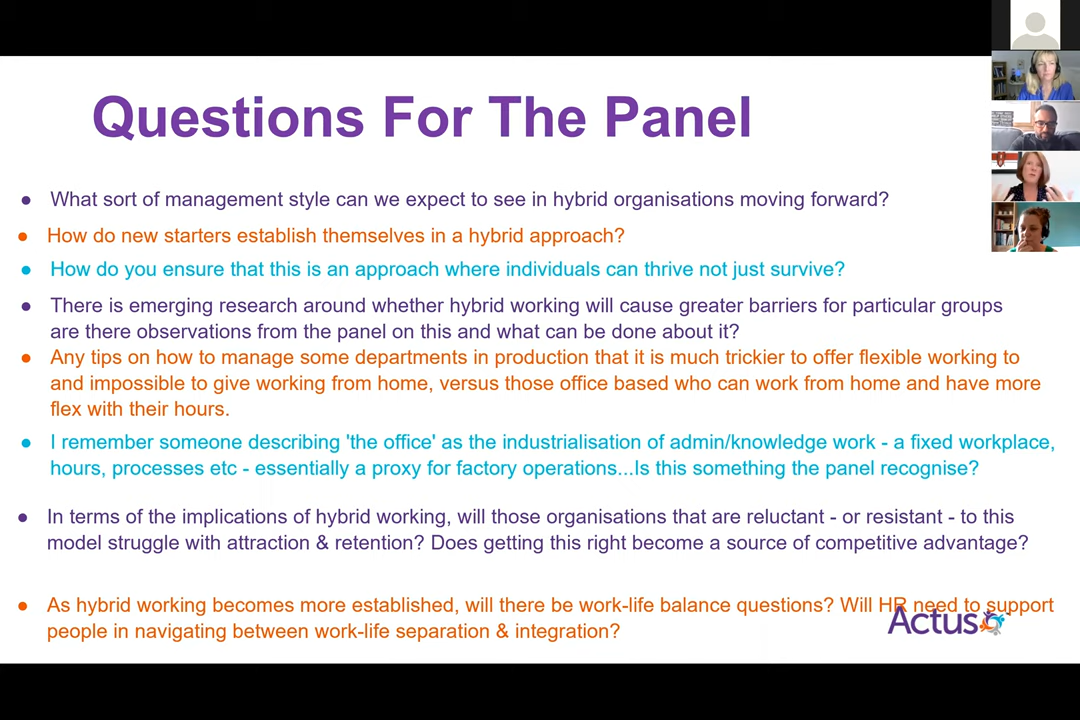 Questions For The Panel
● What sort of management style can we expect to see in hybrid organisations moving forward?
● How do new starters establish themselves in a hybrid approach?
● How do you ensure that this is an approach where individuals can thrive not just survive?
● There is emerging research around whether hybrid working will cause greater barriers for particular groups
are there observations from the panel on this and what can be done about it?
● Any tips on how to manage some departments in production that it is much trickier to offer flexible working to
and impossible to give working from home, versus those office based who can work from home and have more
flex with their hours.
● I remember someone describing 'the office' as the industrialisation of admin/knowledge work - a fixed workplace,
hours, processes etc - essentially a proxy for factory operations...Is this something the panel recognise?
● In terms of the implications of hybrid working, will those organisations that are reluctant - or resistant - to this
model struggle with attraction & retention? Does getting this right become a source of competitive advantage?
● As hybrid working becomes more established, will there be work-life balance questions? Will HR need to support
people in navigating between work-life separation & integration?
Actus